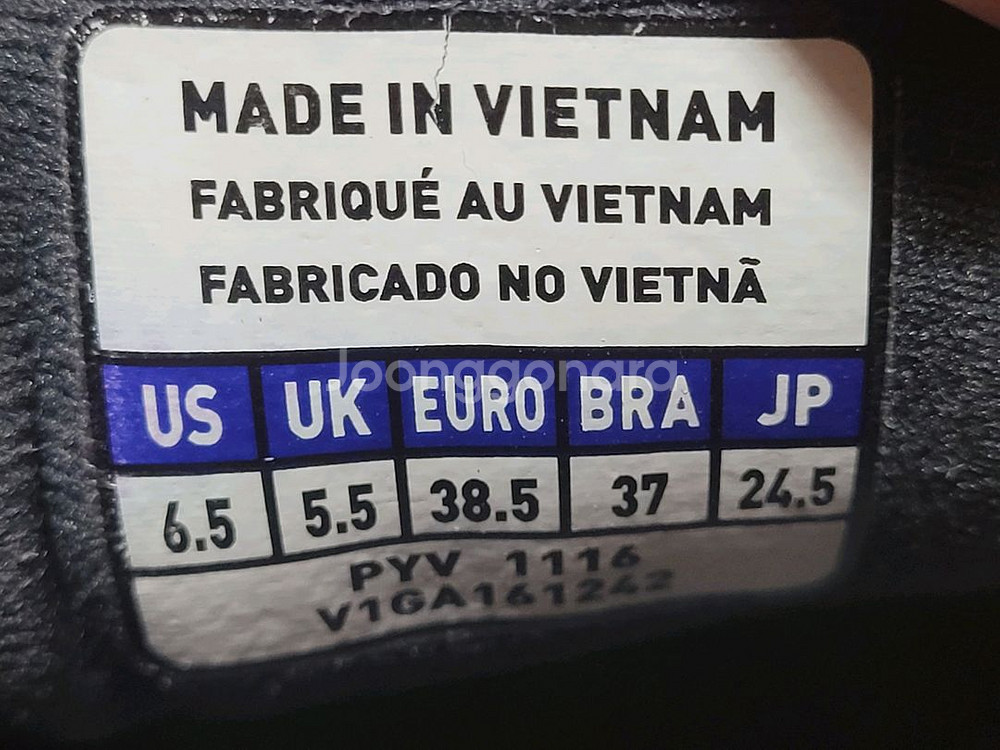 MADE IN VIETNAM
FABRIQUÉ AU VIETNAM
FABRICADO NO VIETNÃ
Joonggonara
US UK EURO BRA JP
6.5 5.5 38.5 37 24.5
PYV 1116
V1GA161242